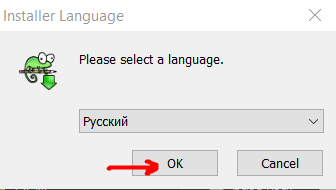 Installer Language
Please select a language.
Русский
OK
Cancel